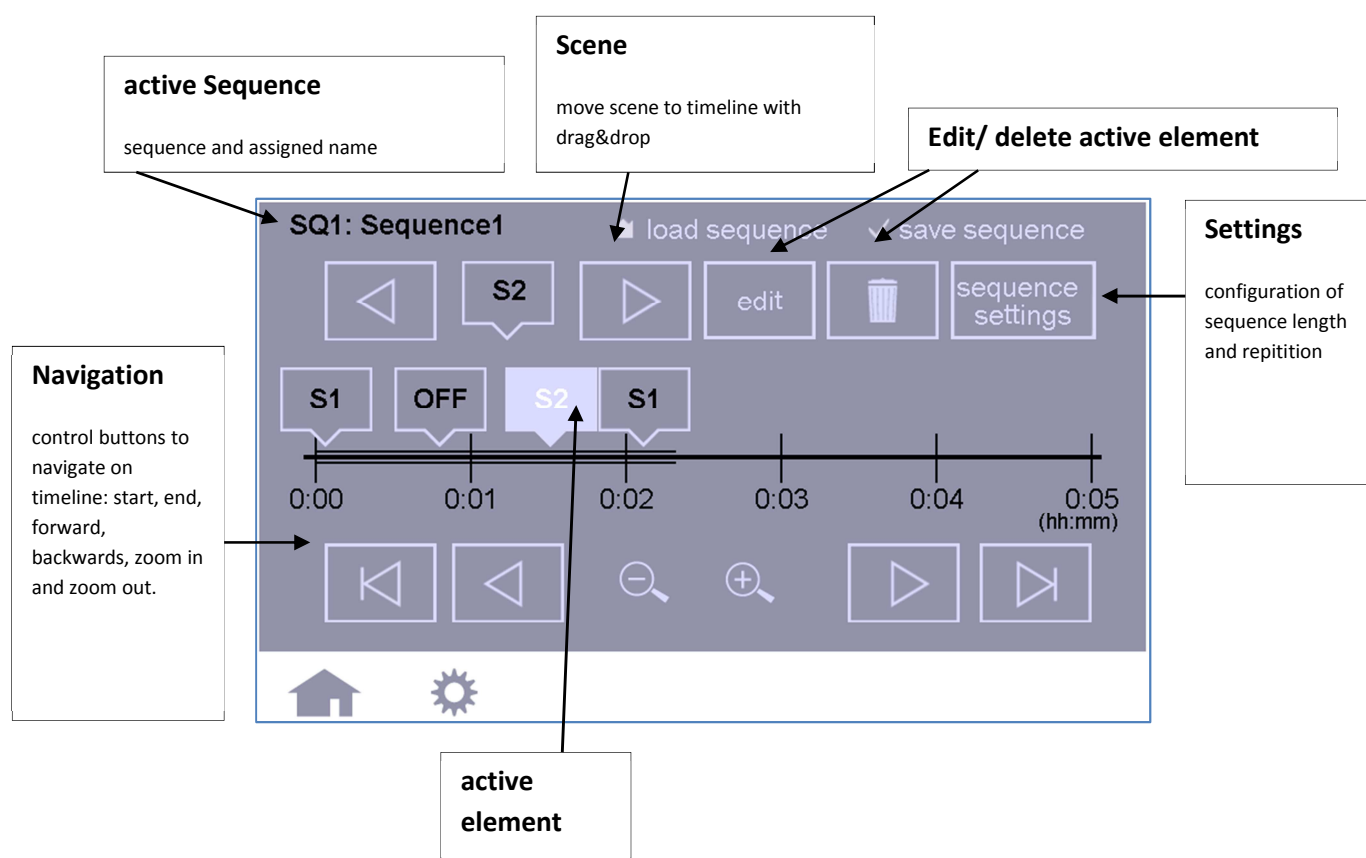 Scene
move scene to timeline with
drag&drop
active Sequence
sequence and assigned name
Edit/ delete active element
Settings
configuration of
sequence length
and repitition
SQ1: Sequence1
load sequence
save sequence
S2
edit
sequence
settings
Navigation
control buttons to
navigate on
timeline: start, end,
forward,
backwards, zoom in
and zoom out.
S1
OFF
S2
S1
0:00
0:01
0:02
0:03
0:04
0:05
(hh:mm)
active
element